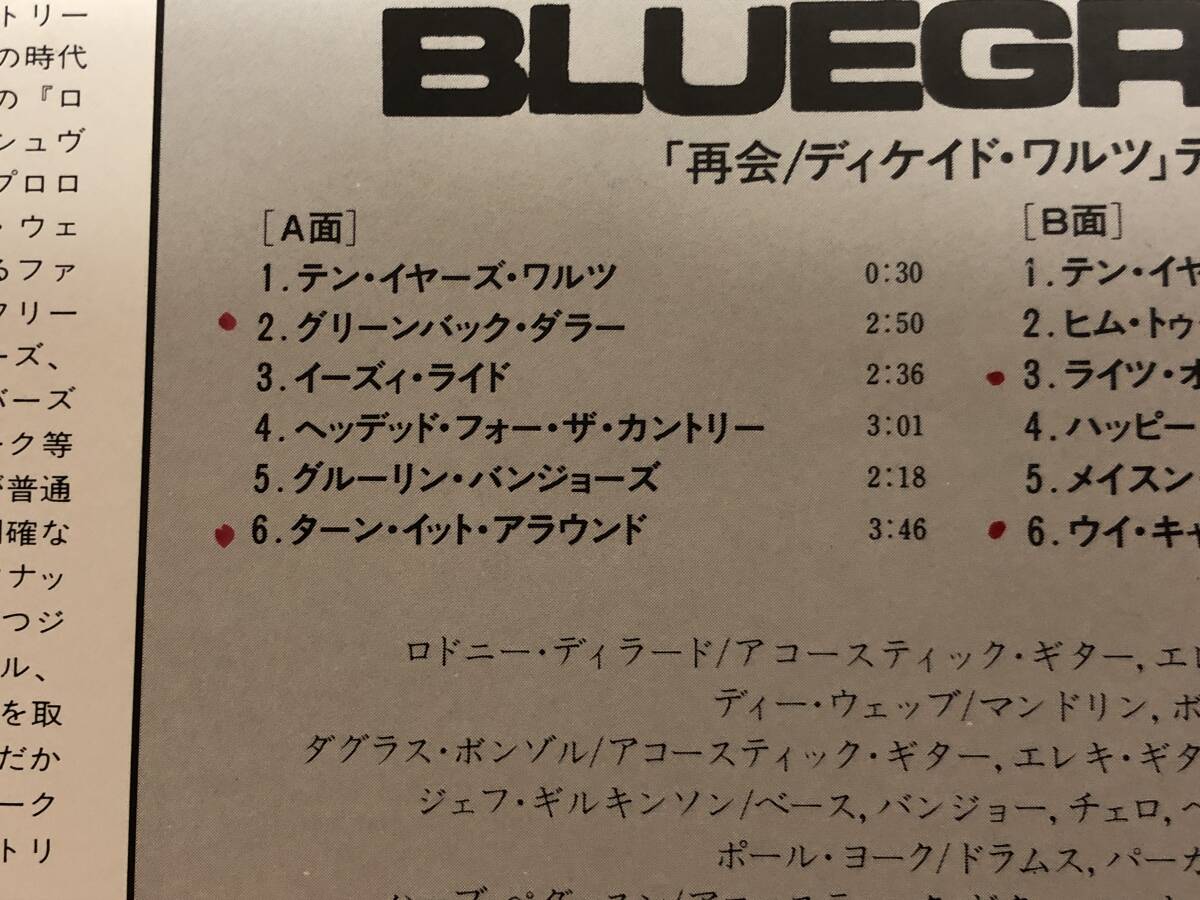 トリー
の時代
の『ロ
シュヴ
プロロ
・ウェ
るファ
フリー
ーズ、
バーズ
ーク等
が普通
明確な
ナッ
つジ
ル、
を取
だか
ーク
トリ
BLUEGR
「再会/ディケイド・ワルツ」デ
[A面]
1.テン・イヤーズ・ワルツ 0:30
2.グリーンバック・ダラー 2:50
3.イーズィ・ライド 2:36
4.ヘッデッド・フォー・ザ・カントリー 3:01
5.グルーリン・バンジョーズ 2:18
6.ターン・イット・アラウンド 3:46
[B面]
1.テン・イヤ
2.ヒム・トゥ
3.ライツ・オ
4.ハッピー
5.メイスン
6.ウイ・キャ
ロドニー・ディラード/アコースティック・ギター, エレ
ディー・ウェッブ/マンドリン, ボ
ダグラス・ボンゾル/アコースティック・ギター, エレキ・ギタ
ジェフ・ギルキンソン/ベース, バンジョー, チェロ, ヘ
ポール・ヨーク/ドラムス, パーカ